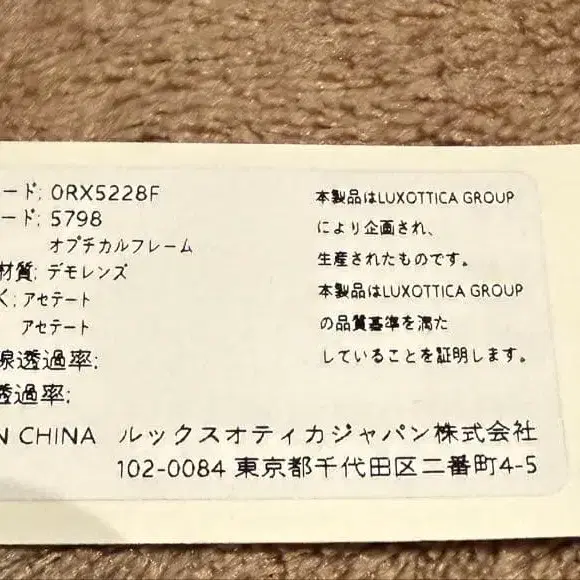 ード; 0RX5228F
ード; 5798
オプチカルフレーム
材質; デモレンズ
く; アセテート
アセテート
線透過率;
透過率;
N CHINA ルックスオティカジャパン株式会社
102-0084 東京都千代田区二番町4-5
本製品はLUXOTTICA GROUP
により企画され、
生産されたものです。
本製品はLUXOTTICA GROUP
の品質基準を満た
していることを証明します。